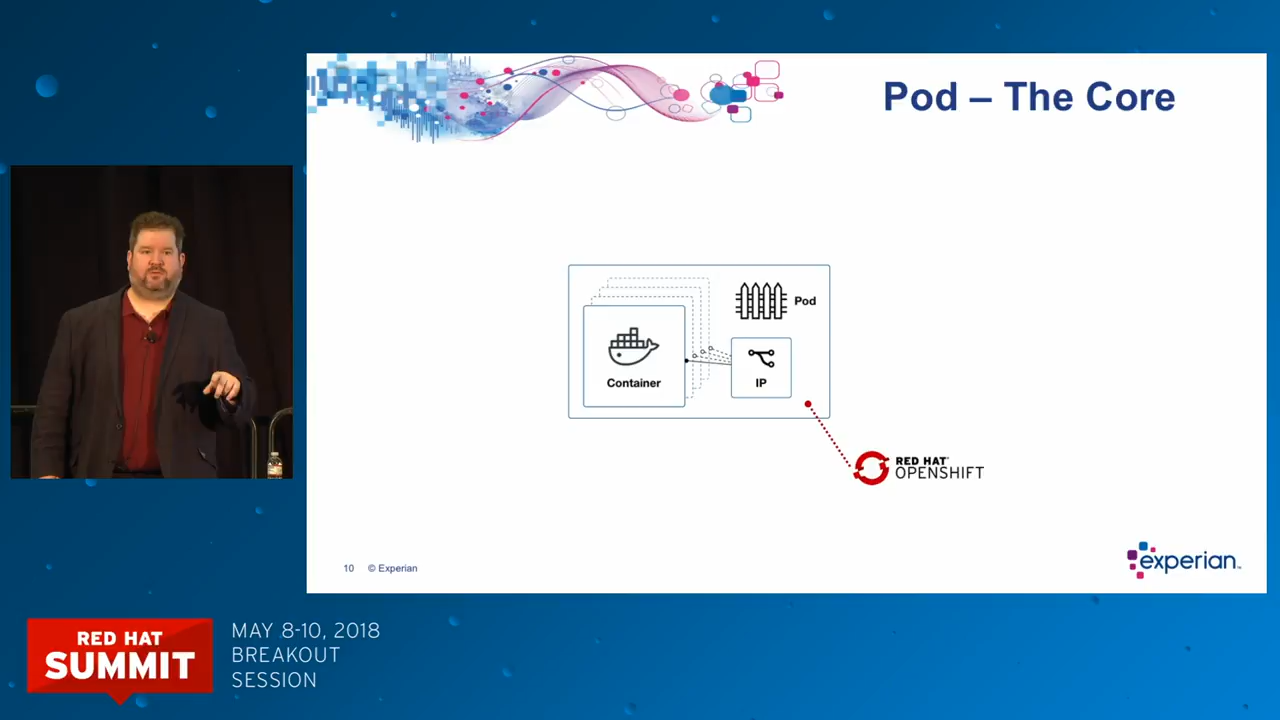 Pod – The Core
Pod
Container
IP
RED HAT
OPENSHIFT
10 © Experian
experian™
RED HAT
SUMMIT
MAY 8-10, 2018
BREAKOUT
SESSION